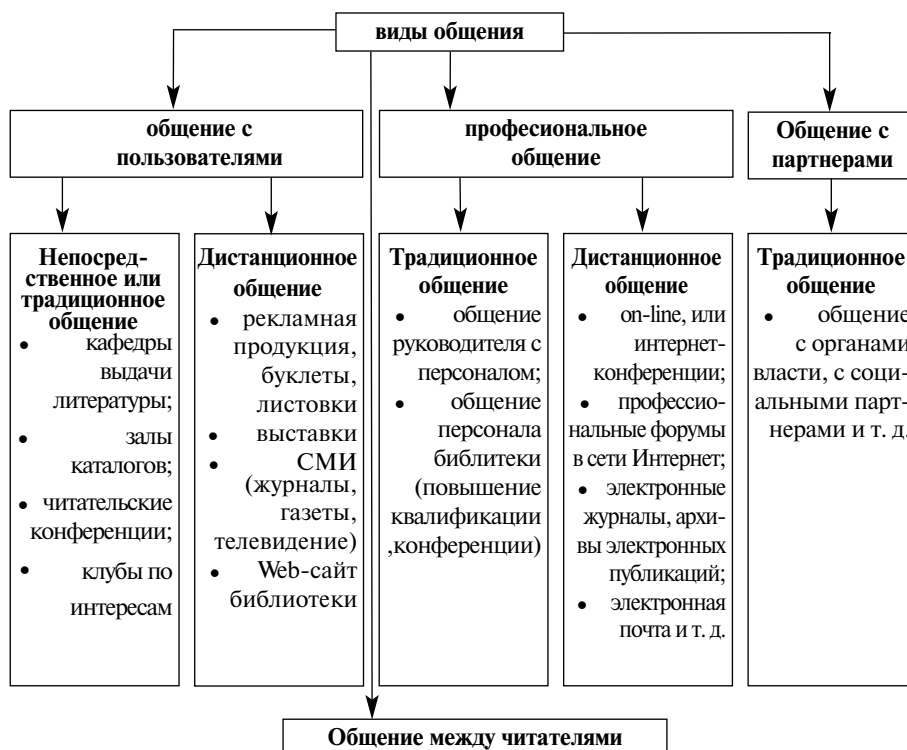 виды общения
общение с
пользователями
професиональное
общение
Общение с
партнерами
Непосред-
ственное или
традиционное
общение
• кафедры
выдачи
литературы;
• залы
каталогов;
• читательские
конференции;
• клубы по
интересам
Дистанционное
общение
• рекламная
продукция,
буклеты,
листовки
• выставки
• СМИ
(журналы,
газеты,
телевидение)
• Web-сайт
библиотеки
Традиционное
общение
• общение
руководителя с
персоналом;
• общение
персонала
библитеки
(повышение
квалификации
,конференции)
Дистанционное
общение
• on-line, или
интернет-
конференции;
• профессио-
нальные форумы
в сети Интернет;
• электронные
журналы, архи-
вы электронных
публикаций;
• электронная
почта и т. д.
Традиционное
общение
• общение
с органами
власти, с соци-
альными парт-
нерами и т. д.
Общение между читателями